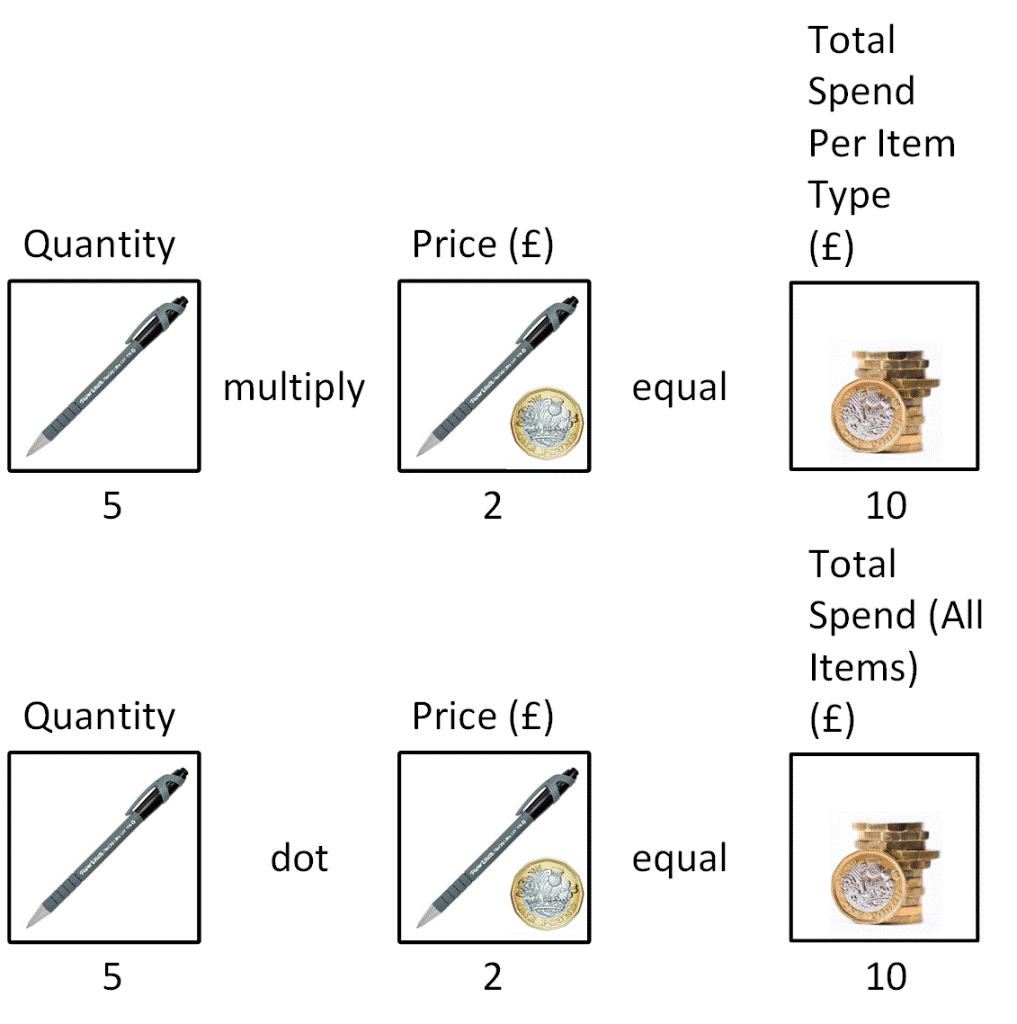 Total
Spend
Per Item
Type
(£)
Quantity
Price (£)
multiply
equal
5
2
10
Total
Spend (All
Items)
(£)
Quantity
Price (£)
dot
equal
5
2
10